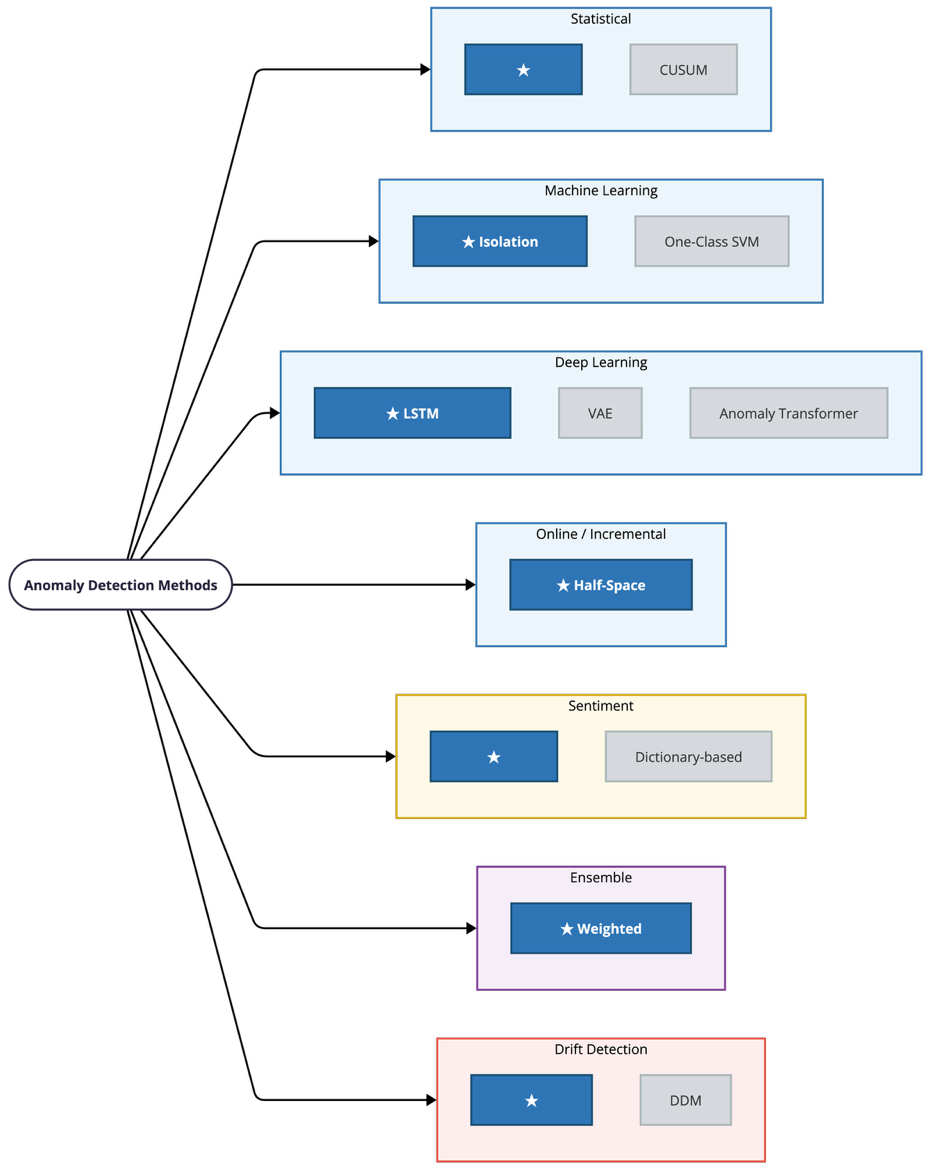 Statistical
★
CUSUM
Machine Learning
★ Isolation
One-Class SVM
Deep Learning
★ LSTM
VAE
Anomaly Transformer
Anomaly Detection Methods
Online / Incremental
★ Half-Space
Sentiment
★
Dictionary-based
Ensemble
★ Weighted
Drift Detection
★
DDM